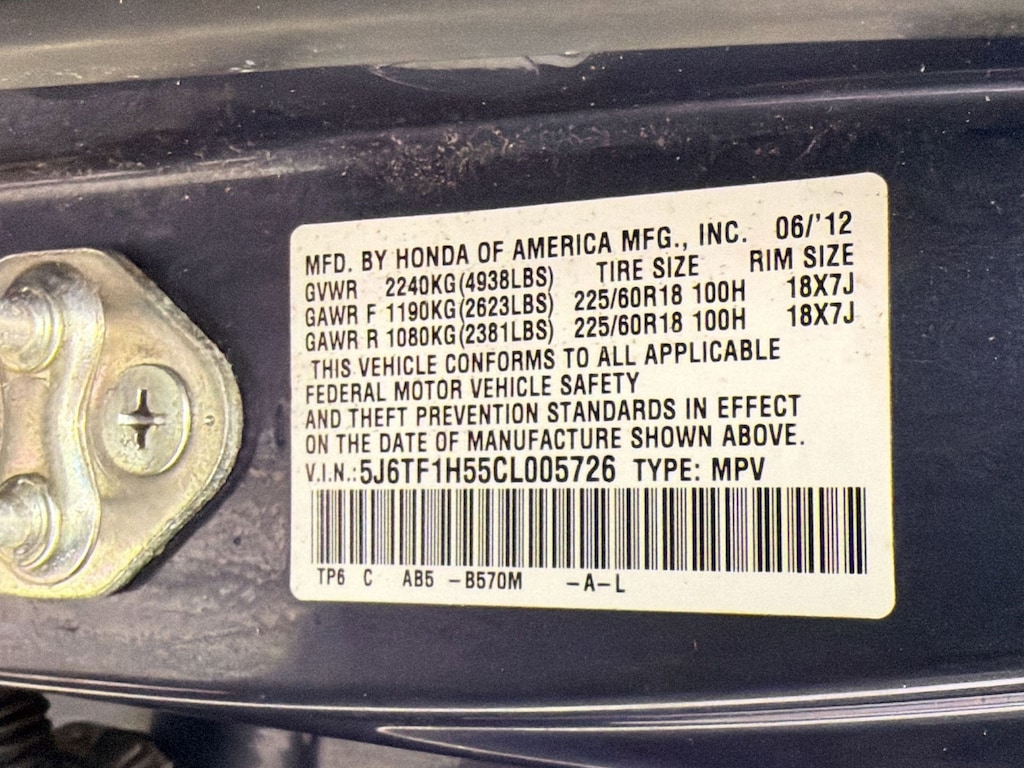 MFD. BY HONDA OF AMERICA MFG., INC. 06/'12
GVWR 2240KG(4938LBS) TIRE SIZE RIM SIZE
GAWR F 1190KG(2623LBS) 225/60R18 100H 18X7J
GAWR R 1080KG(2381LBS) 225/60R18 100H 18X7J
THIS VEHICLE CONFORMS TO ALL APPLICABLE
FEDERAL MOTOR VEHICLE SAFETY
AND THEFT PREVENTION STANDARDS IN EFFECT
ON THE DATE OF MANUFACTURE SHOWN ABOVE.
V.I.N.:5J6TF1H55CL005726 TYPE: MPV
TP6 C AB5 -B570M -A-L